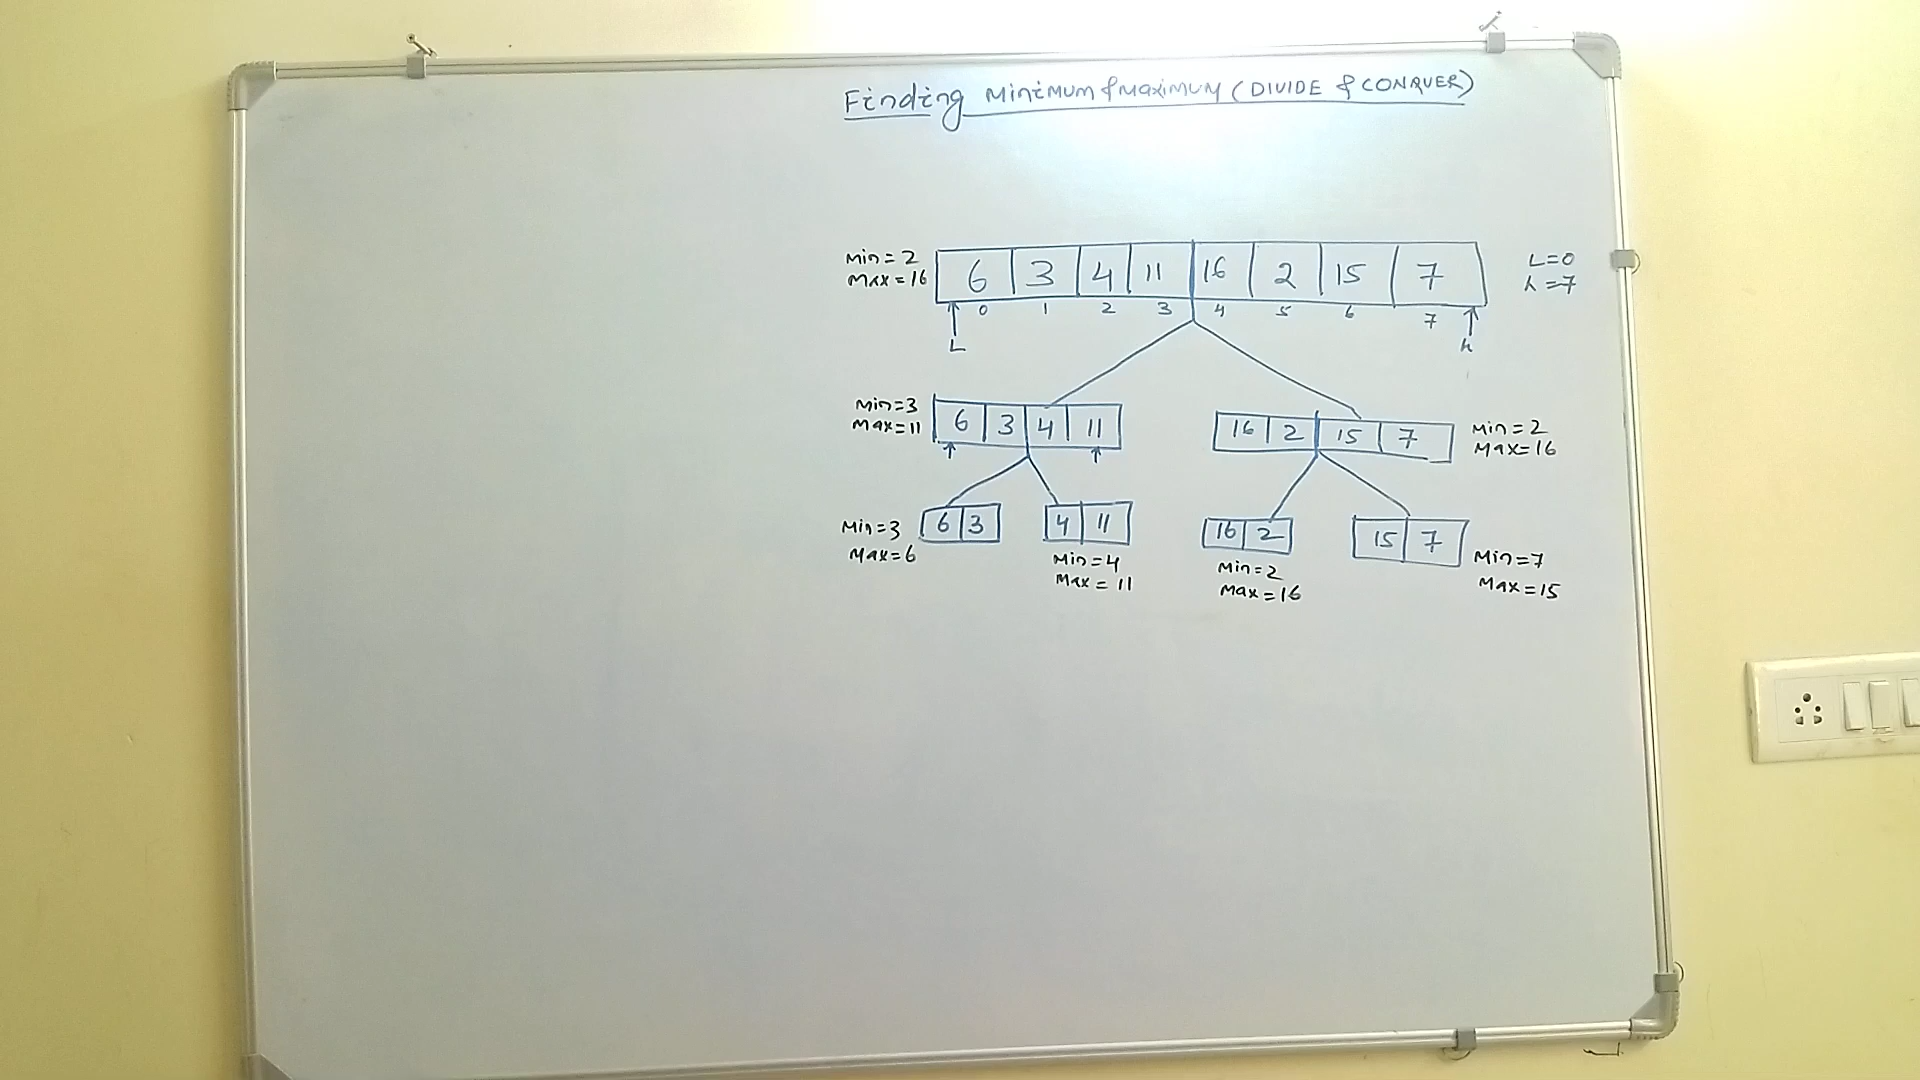 Finding Minimum & Maximum (DIVIDE & CONQUER)
Min = 2
Max = 16
6 3 4 11 16 2 15 7
L=0
h=7
0 1 2 3 4 5 6 7
L h
Min=3
Max=11
6 3 4 11
16 2 15 7
Min=2
Max=16
Min=3
Max=6
6 3
4 11
Min=4
Max = 11
16 2
Min=2
Max=16
15 7
Min=7
Max=15